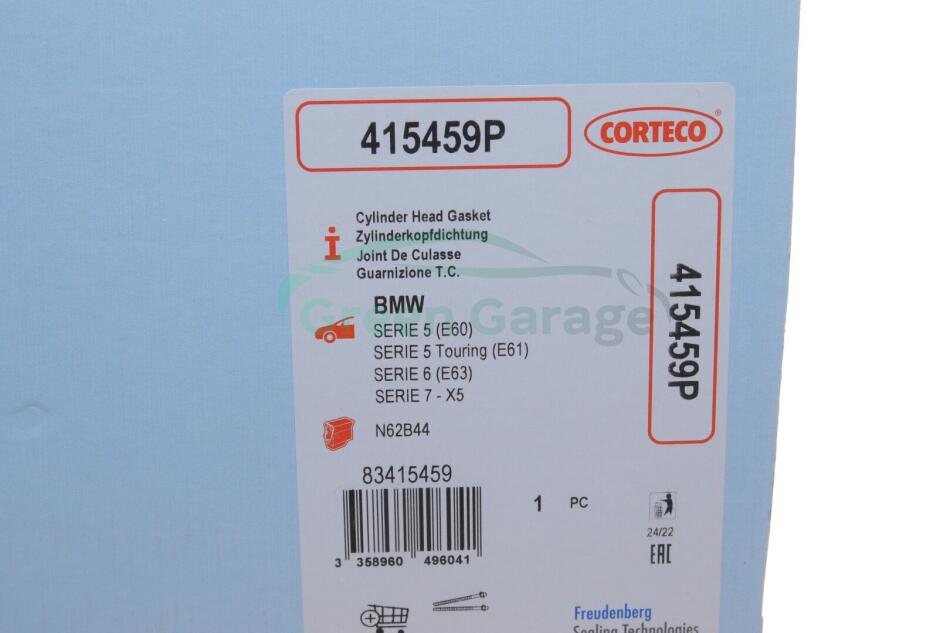 415459P
CORTECO®
Cylinder Head Gasket
Zylinderkopfdichtung
Joint De Culasse
Guarnizione T.C.
Green Garage
BMW
SERIE 5 (E60)
SERIE 5 Touring (E61)
SERIE 6 (E63)
SERIE 7 - X5
N62B44
415459P
83415459
1 PC
3 358960 496041
24/22
EAC
Freudenberg
Sealing Technologies